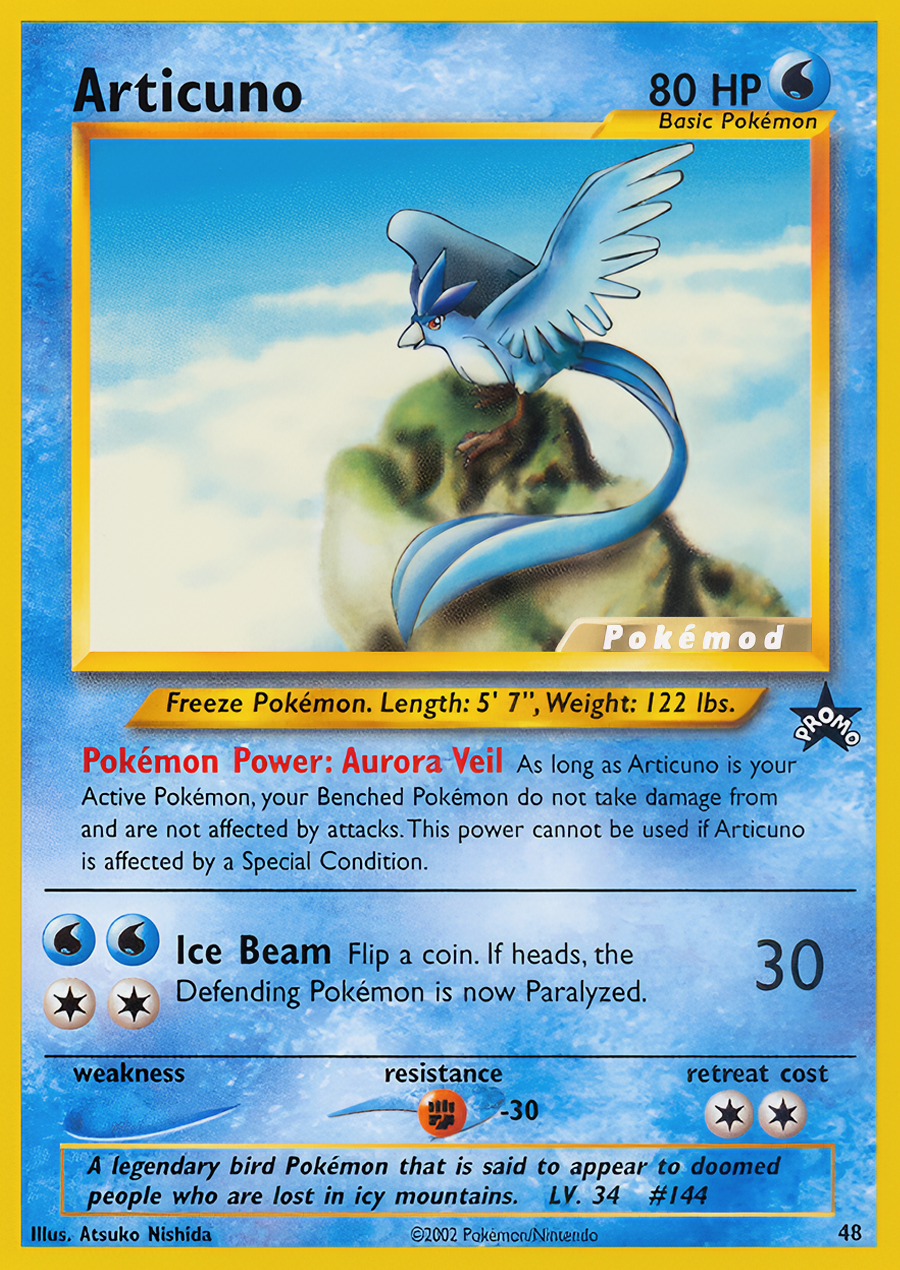 Articuno
80 HP
Basic Pokémon
Pokémod
Freeze Pokémon. Length: 5' 7", Weight: 122 lbs.
PROMO
Pokémon Power: Aurora Veil As long as Articuno is your
Active Pokémon, your Benched Pokémon do not take damage from
and are not affected by attacks. This power cannot be used if Articuno
is affected by a Special Condition.
Ice Beam Flip a coin. If heads, the
Defending Pokémon is now Paralyzed.
30
weakness
resistance
retreat cost
-30
A legendary bird Pokémon that is said to appear to doomed
people who are lost in icy mountains. LV. 34 #144
Illus. Atsuko Nishida
©2002 Pokémon/Nintendo
48